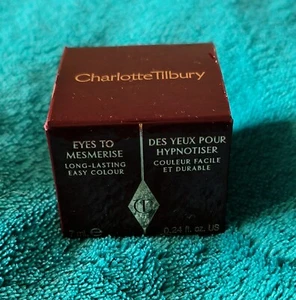 CharlotteTilbury
EYES TO
MESMERISE
LONG-LASTING
EASY COLOUR
DES YEUX POUR
HYPNOTISER
COULEUR FACILE
ET DURABLE
CT
7 mL e
0.24 fl. oz. US